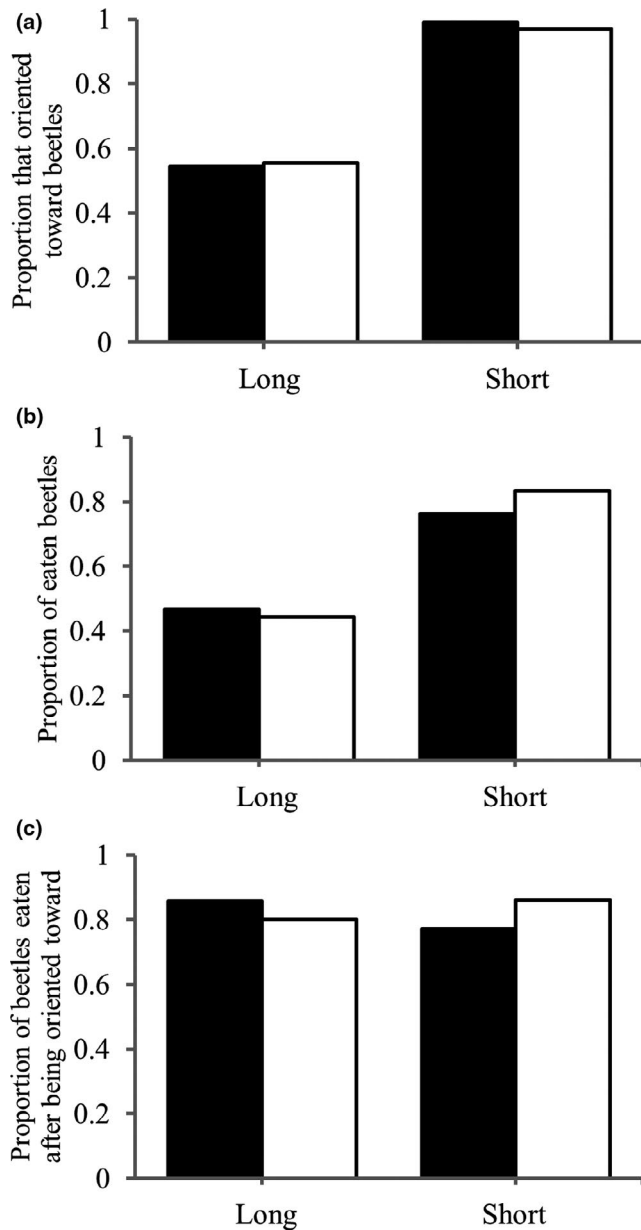 (a)
Proportion that oriented
toward beetles
1
0.8
0.6
0.4
0.2
0
Long Short
(b)
Proportion of eaten beetles
1
0.8
0.6
0.4
0.2
0
Long Short
(c)
Proportion of beetles eaten
after being oriented toward
1
0.8
0.6
0.4
0.2
0
Long Short